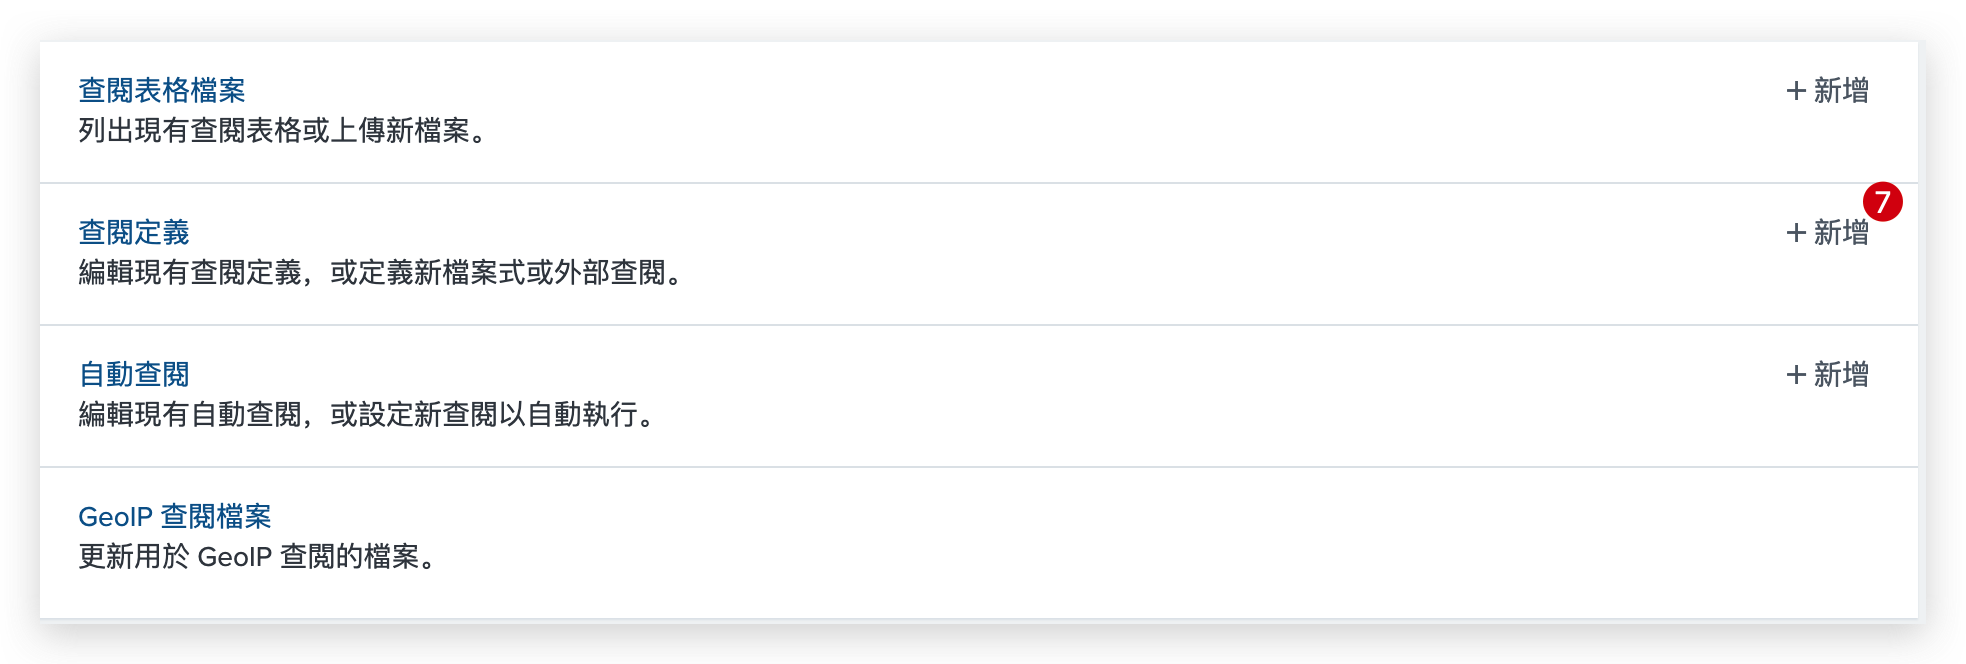 查閱表格檔案
+ 新增
列出現有查閱表格或上傳新檔案。
7
查閱定義
+ 新增
編輯現有查閱定義，或定義新檔案式或外部查閱。
自動查閱
+ 新增
編輯現有自動查閱，或設定新查閱以自動執行。
GeoIP 查閱檔案
更新用於 GeoIP 查閱的檔案。